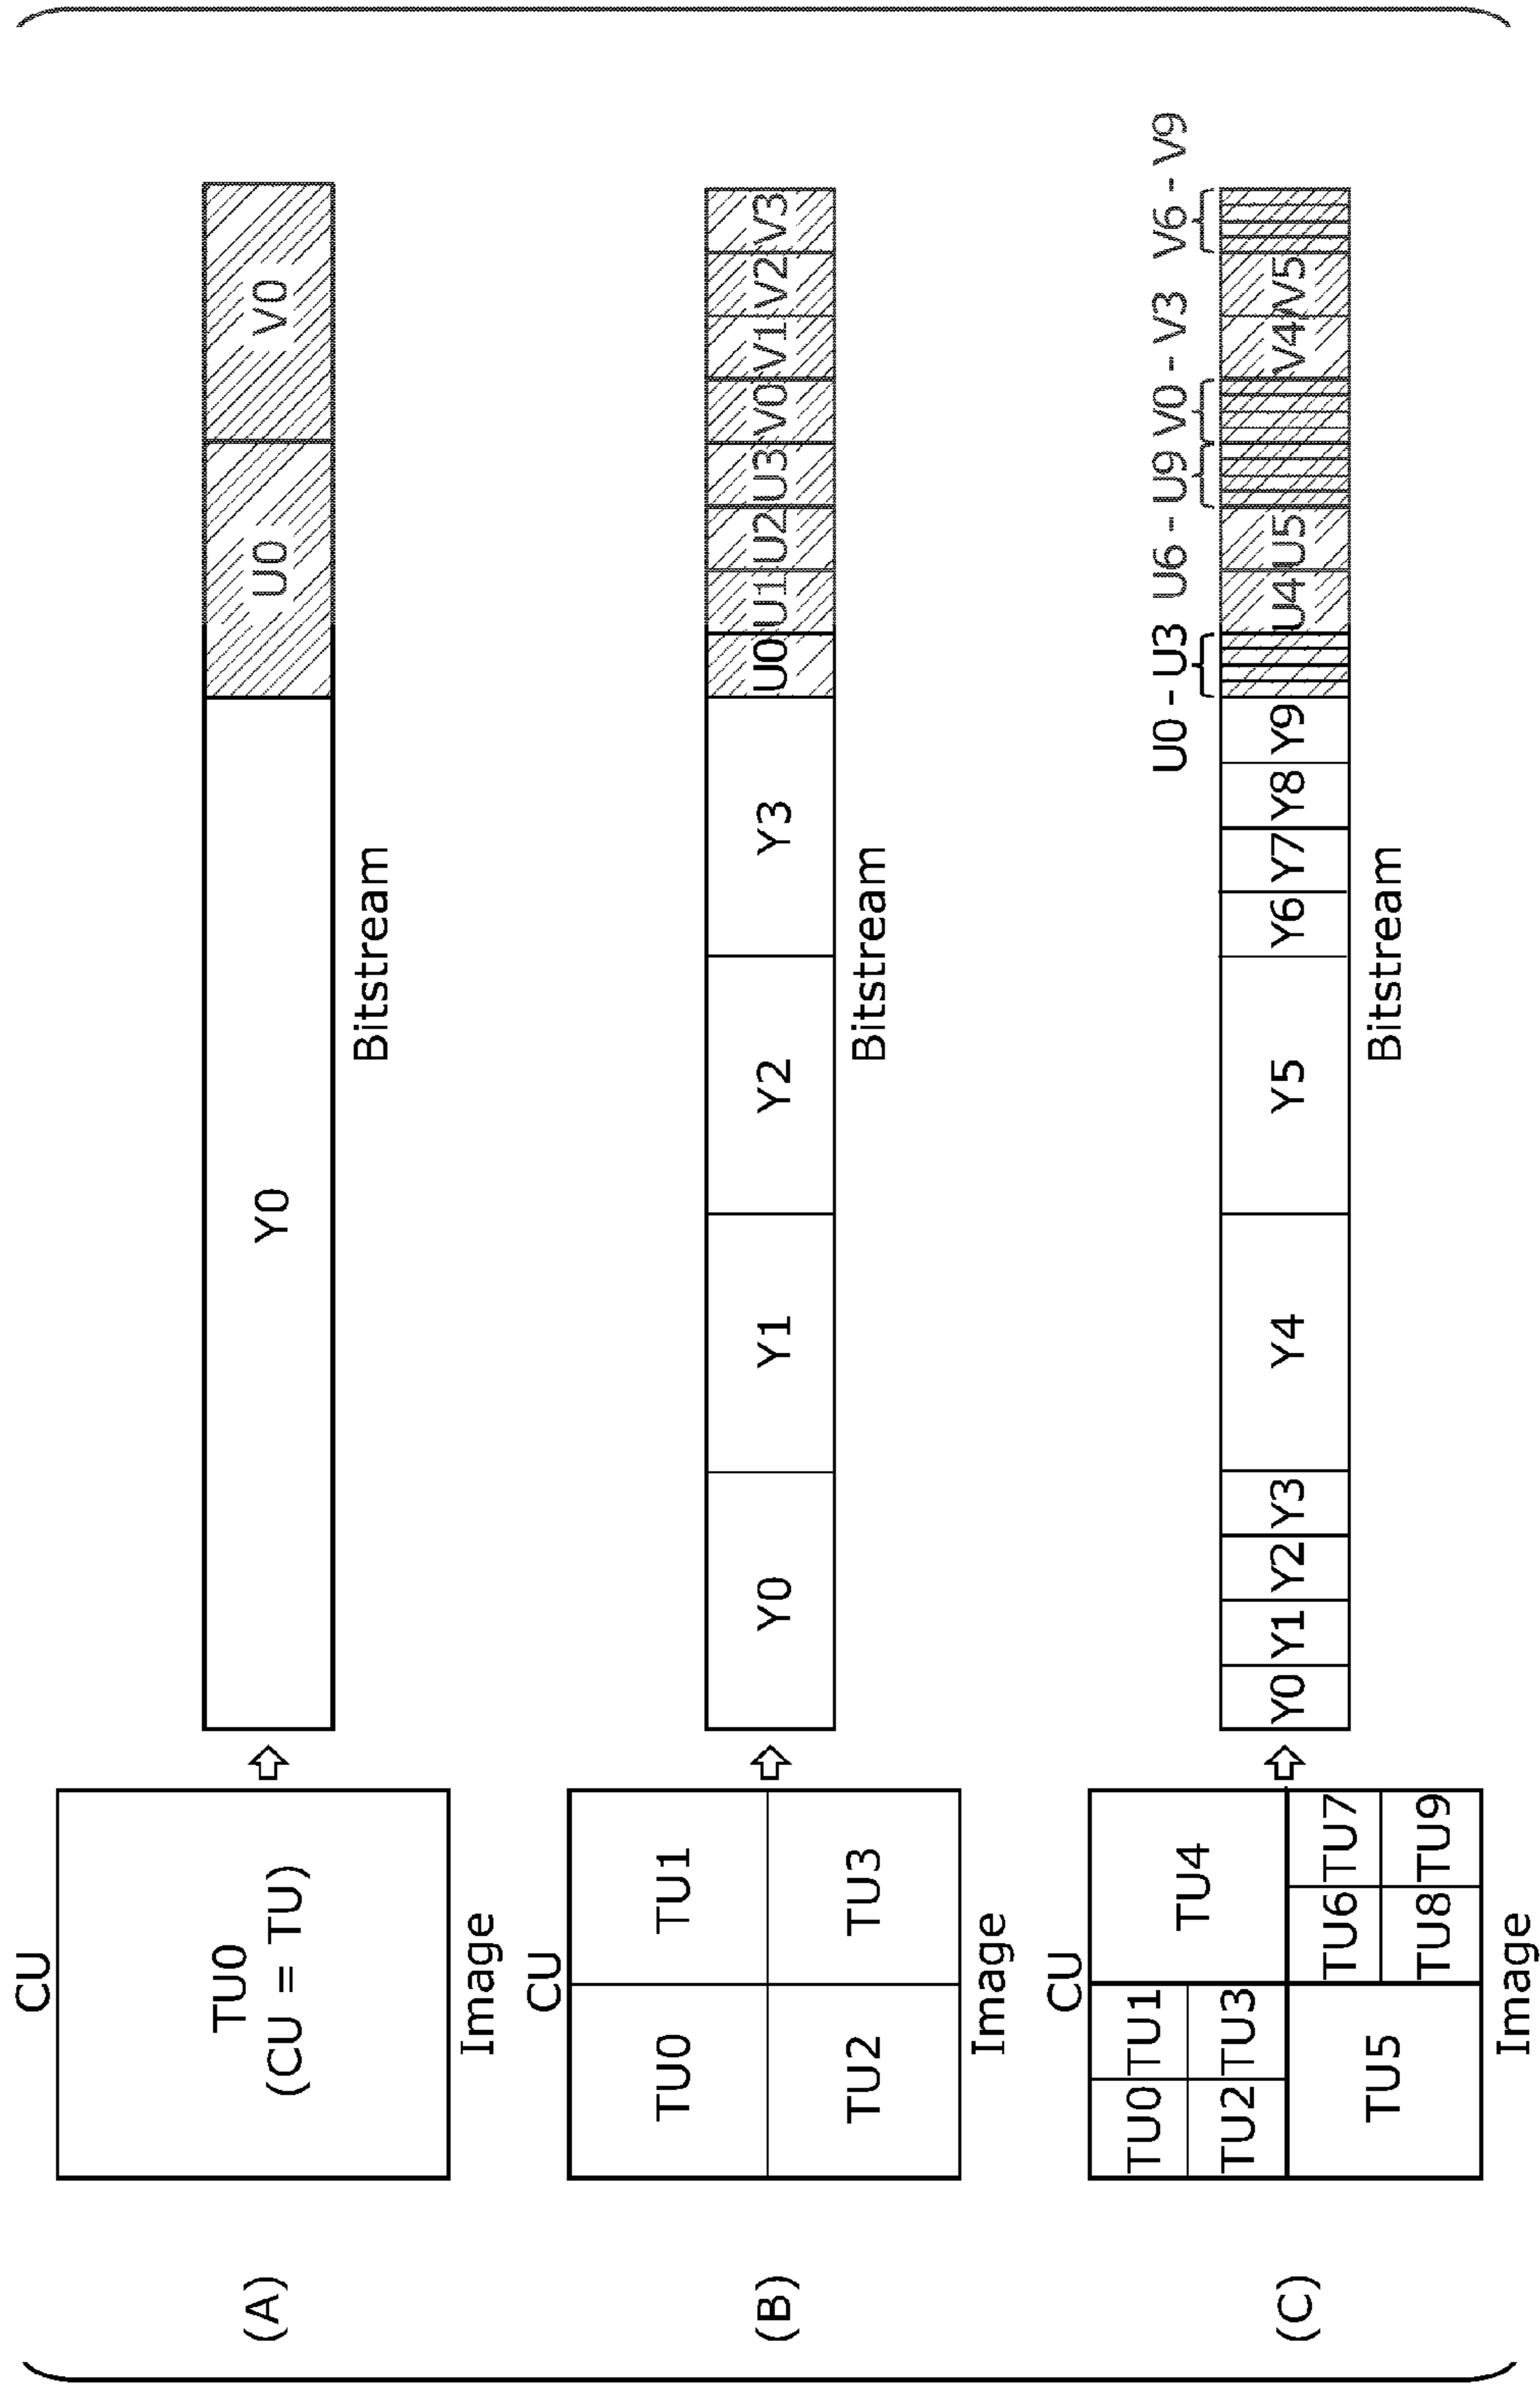 (A)
CU
TU0
(CU = TU)
Image
Y0
U0
V0
Bitstream
(B)
CU
TU0
TU1
TU2
TU3
Image
Y0
Y1
Y2
Y3
U0
U1
U2
U3
V0
V1
V2
V3
Bitstream
(C)
CU
TU0
TU1
TU2
TU3
TU4
TU5
TU6
TU7
TU8
TU9
Image
U0 - U3
U6 - U9
V0 - V3
V6 - V9
Y0
Y1
Y2
Y3
Y4
Y5
Y6
Y7
Y8
Y9
U4
U5
V4
V5
Bitstream